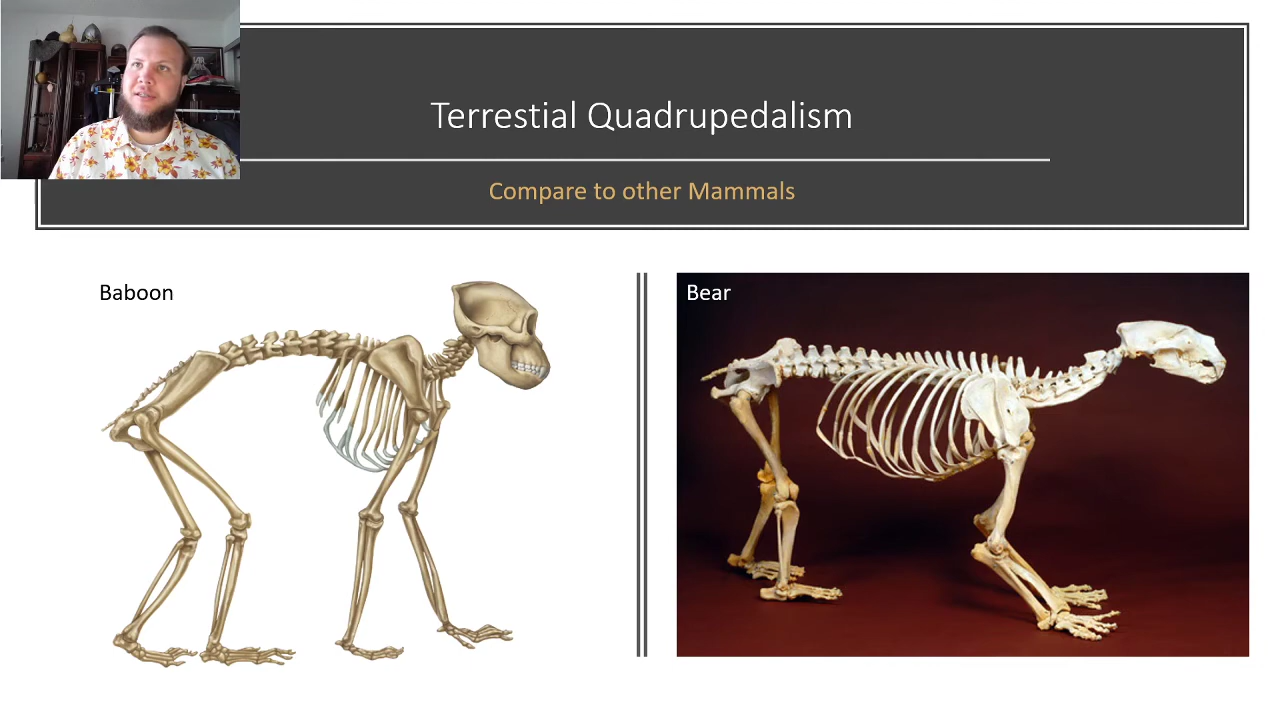 Terrestial Quadrupedalism
Compare to other Mammals
Baboon
Bear